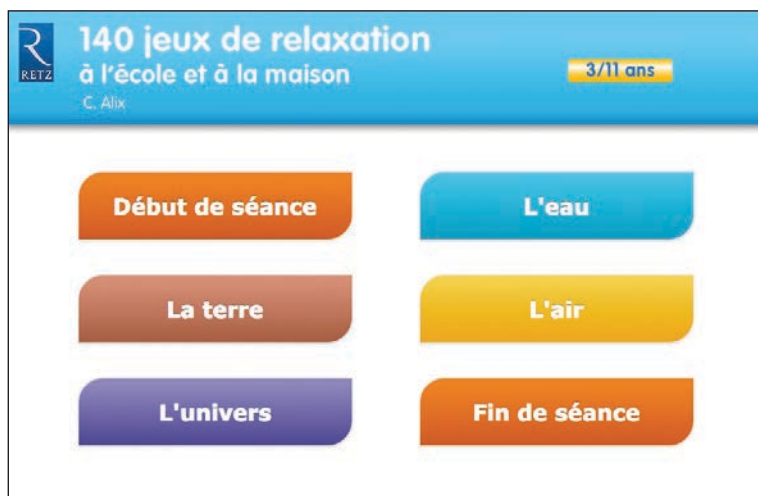 RETZ
140 jeux de relaxation
à l'école et à la maison
C. Alix
3/11 ans
Début de séance
L'eau
La terre
L'air
L'univers
Fin de séance